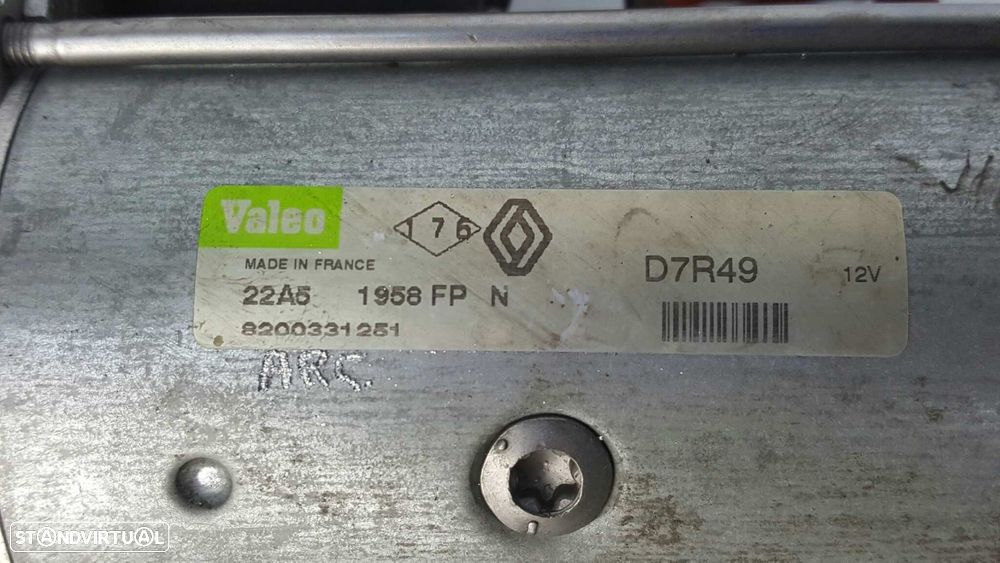 Valeo
176
D7R49
12V
MADE IN FRANCE
22A5 1958 FP N
8200331251
ARC.
STANDVIRTUAL